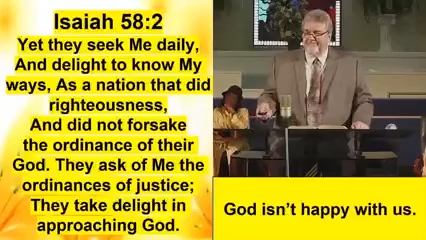 Isaiah 58:2
Yet they seek Me daily,
And delight to know My
ways, As a nation that did
righteousness,
And did not forsake
the ordinance of their
God. They ask of Me the
ordinances of justice;
They take delight in
approaching God.
God isn’t happy with us.